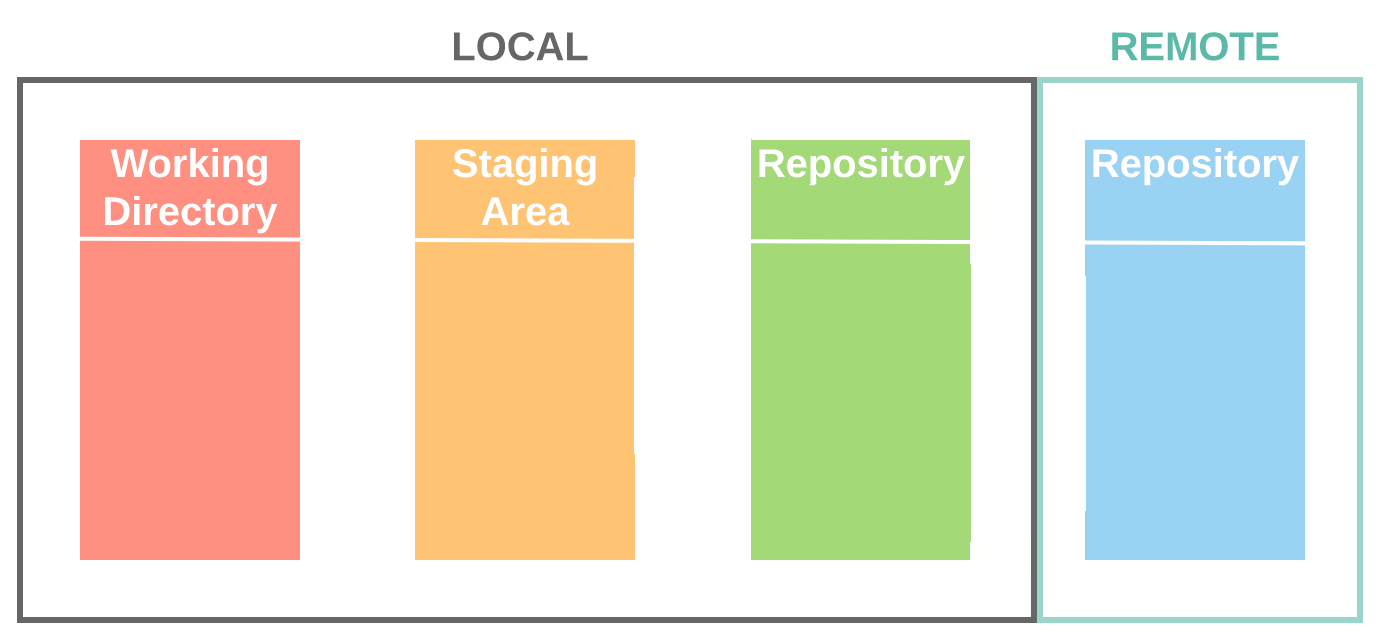 LOCAL
REMOTE
Working
Directory
Staging
Area
Repository
Repository